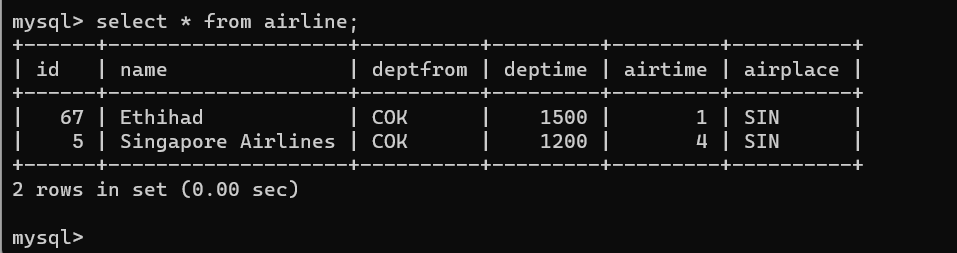 mysql> select * from airline;
+------+--------------------+----------+---------+---------+----------+
| id   | name               | deptfrom | deptime | airtime | airplace |
+------+--------------------+----------+---------+---------+----------+
|   67 | Ethihad            | COK      |    1500 |       1 | SIN      |
|    5 | Singapore Airlines | COK      |    1200 |       4 | SIN      |
+------+--------------------+----------+---------+---------+----------+
2 rows in set (0.00 sec)
mysql>